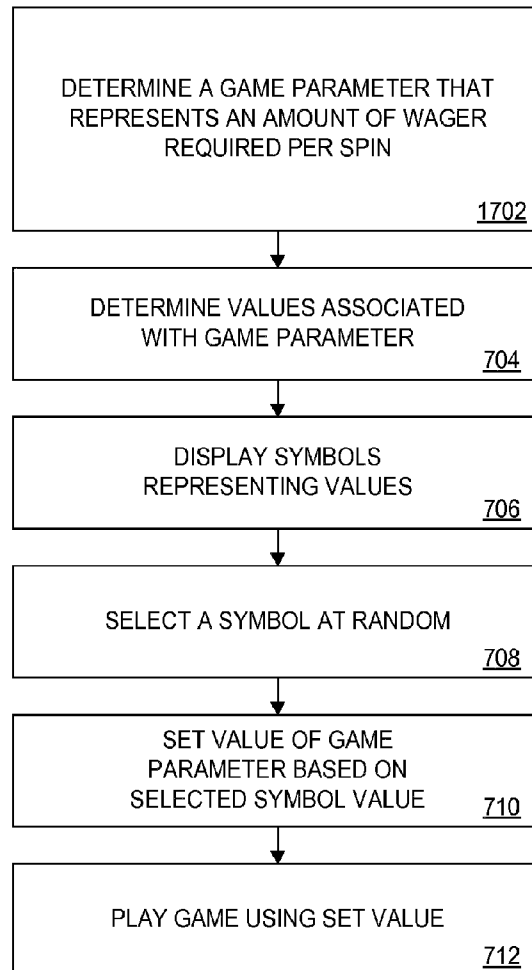 DETERMINE A GAME PARAMETER THAT
REPRESENTS AN AMOUNT OF WAGER
REQUIRED PER SPIN
1702
DETERMINE VALUES ASSOCIATED
WITH GAME PARAMETER
704
DISPLAY SYMBOLS
REPRESENTING VALUES
706
SELECT A SYMBOL AT RANDOM
708
SET VALUE OF GAME
PARAMETER BASED ON
SELECTED SYMBOL VALUE
710
PLAY GAME USING SET VALUE
712